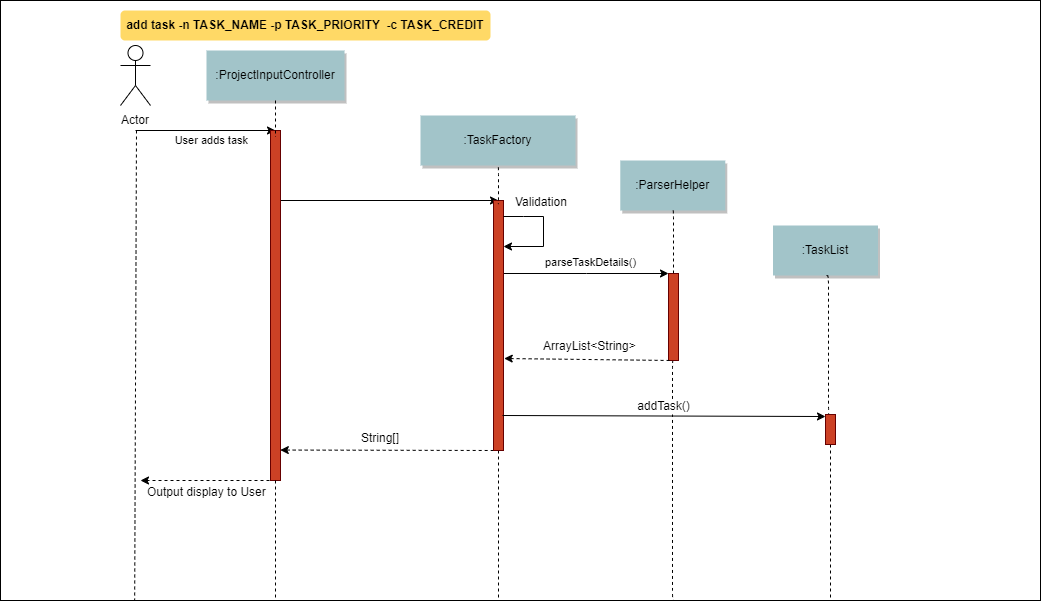 add task -n TASK_NAME -p TASK_PRIORITY -c TASK_CREDIT
:ProjectInputController
Actor
User adds task
:TaskFactory
:ParserHelper
Validation
:TaskList
parseTaskDetails()
ArrayList<String>
addTask()
String[]
Output display to User